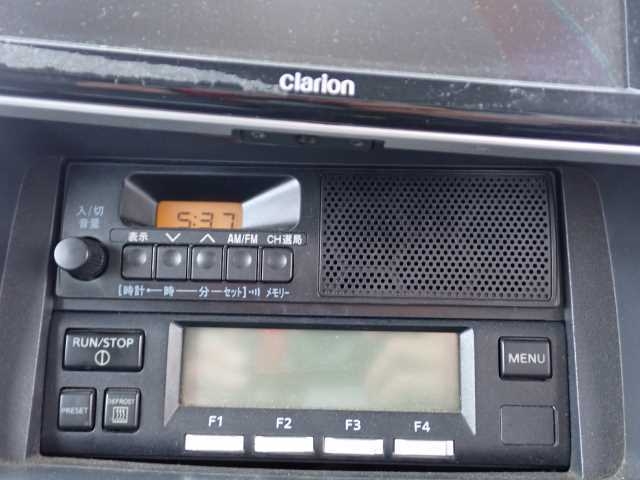 Clarion
入/切
音量
5:37
表示 ∨ ∧ AM/FM CH選局
[時計←時 分 セット] メモリー
RUN/STOP
MENU
PRESET
DEFROST
F1 F2 F3 F4